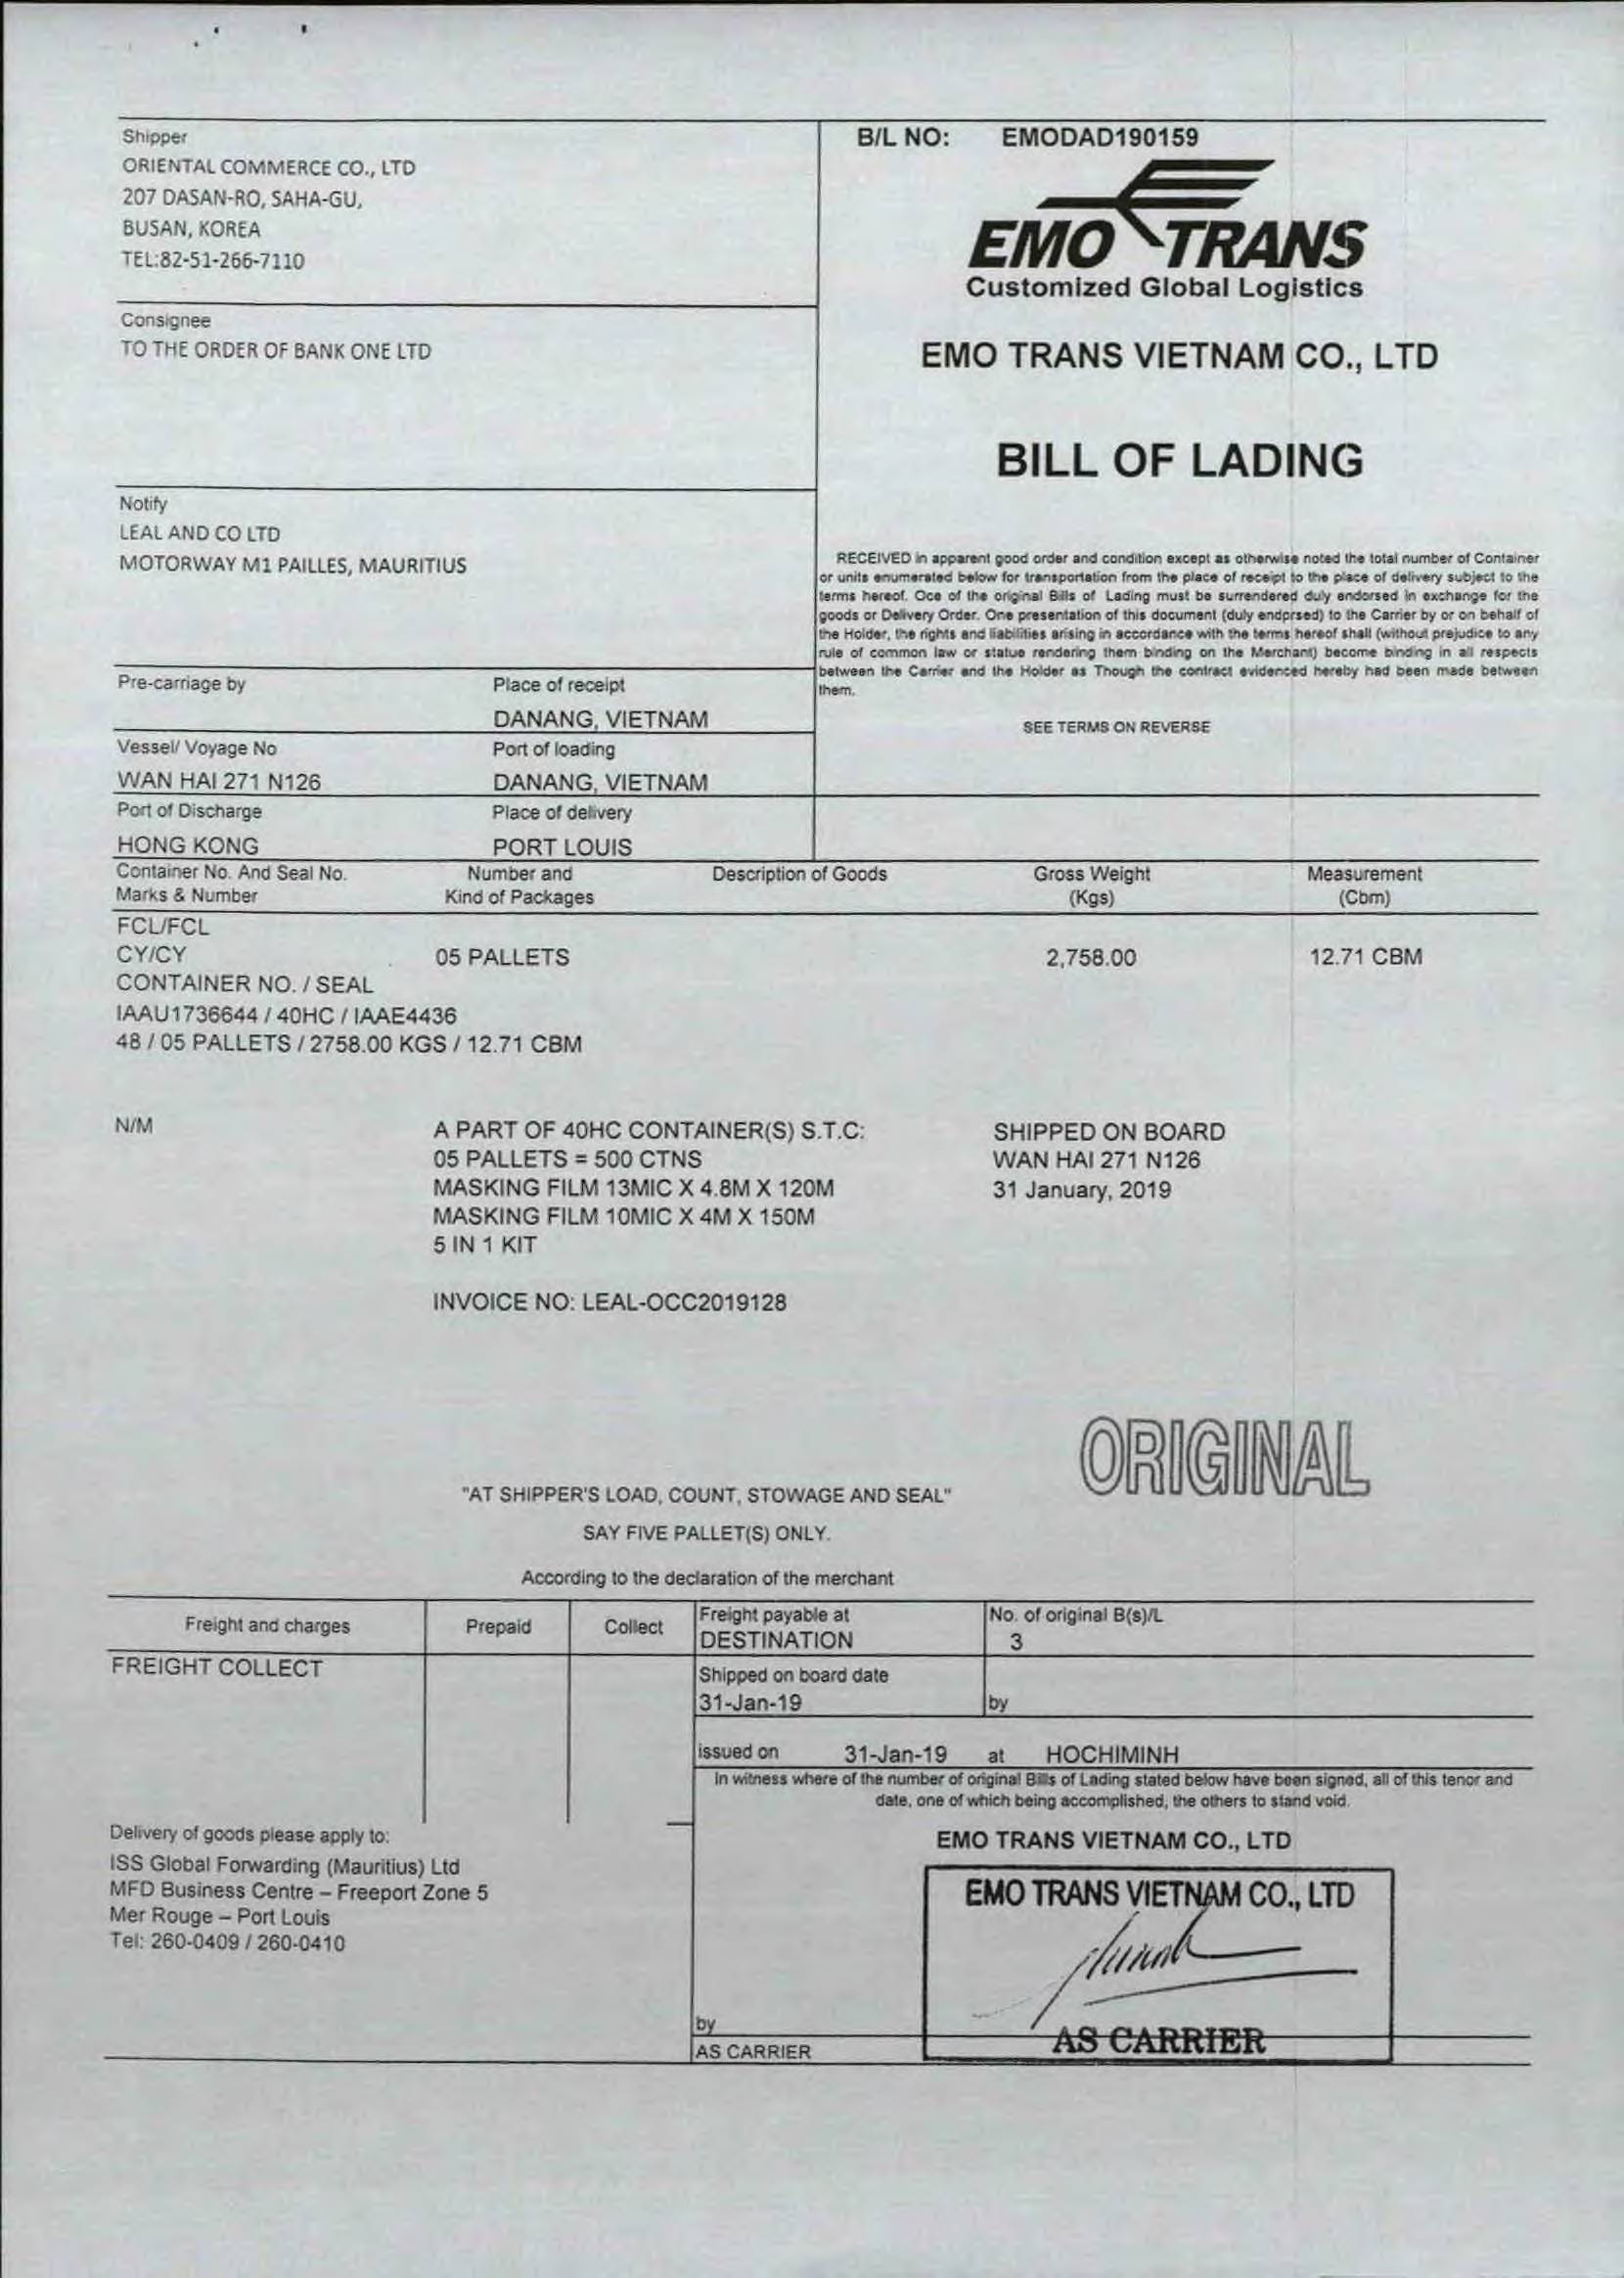 Shipper
ORIENTAL COMMERCE CO., LTD
207 DASAN-RO, SAHA-GU,
BUSAN, KOREA
TEL:82-51-266-7110
B/L NO: EMODAD190159
EMO TRANS
Customized Global Logistics
EMO TRANS VIETNAM CO., LTD
BILL OF LADING
Consignee
TO THE ORDER OF BANK ONE LTD
Notify
LEAL AND CO LTD
MOTORWAY M1 PAILLES, MAURITIUS
RECEIVED in apparent good order and condition except as otherwise noted the total number of Container
or units enumerated below for transportation from the place of receipt to the place of delivery subject to the
terms hereof. Oce of the original Bills of Lading must be surrendered duly endorsed in exchange for the
goods or Delivery Order. One presentation of this document (duly endorsed) to the Carrier by or on behalf of
the Holder, the rights and liabilities arising in accordance with the terms hereof shall (without prejudice to any
rule of common law or statue rendering them binding on the Merchant) become binding in all respects
between the Carrier and the Holder as Though the contract evidenced hereby had been made between
them.
SEE TERMS ON REVERSE
Pre-carriage by Place of receipt
DANANG, VIETNAM
Vessel/ Voyage No Port of loading
WAN HAI 271 N126 DANANG, VIETNAM
Port of Discharge Place of delivery
HONG KONG PORT LOUIS
Container No. And Seal No. Number and Description of Goods Gross Weight Measurement
Marks & Number Kind of Packages (Kgs) (Cbm)
FCL/FCL
CY/CY 05 PALLETS 2,758.00 12.71 CBM
CONTAINER NO. / SEAL
IAAU1736644 / 40HC / IAAE4436
48 / 05 PALLETS / 2758.00 KGS / 12.71 CBM
N/M A PART OF 40HC CONTAINER(S) S.T.C: SHIPPED ON BOARD
05 PALLETS = 500 CTNS WAN HAI 271 N126
MASKING FILM 13MIC X 4.8M X 120M 31 January, 2019
MASKING FILM 10MIC X 4M X 150M
5 IN 1 KIT
INVOICE NO: LEAL-OCC2019128
ORIGINAL
"AT SHIPPER'S LOAD, COUNT, STOWAGE AND SEAL"
SAY FIVE PALLET(S) ONLY.
According to the declaration of the merchant
Freight and charges Prepaid Collect Freight payable at No. of original B(s)/L
DESTINATION 3
FREIGHT COLLECT
Shipped on board date
31-Jan-19 by
issued on 31-Jan-19 at HOCHIMINH
In witness where of the number of original Bills of Lading stated below have been signed, all of this tenor and
date, one of which being accomplished, the others to stand void.
Delivery of goods please apply to:
ISS Global Forwarding (Mauritius) Ltd
MFD Business Centre – Freeport Zone 5
Mer Rouge – Port Louis
Tel: 260-0409 / 260-0410
EMO TRANS VIETNAM CO., LTD
EMO TRANS VIETNAM CO., LTD
AS CARRIER
by
AS CARRIER